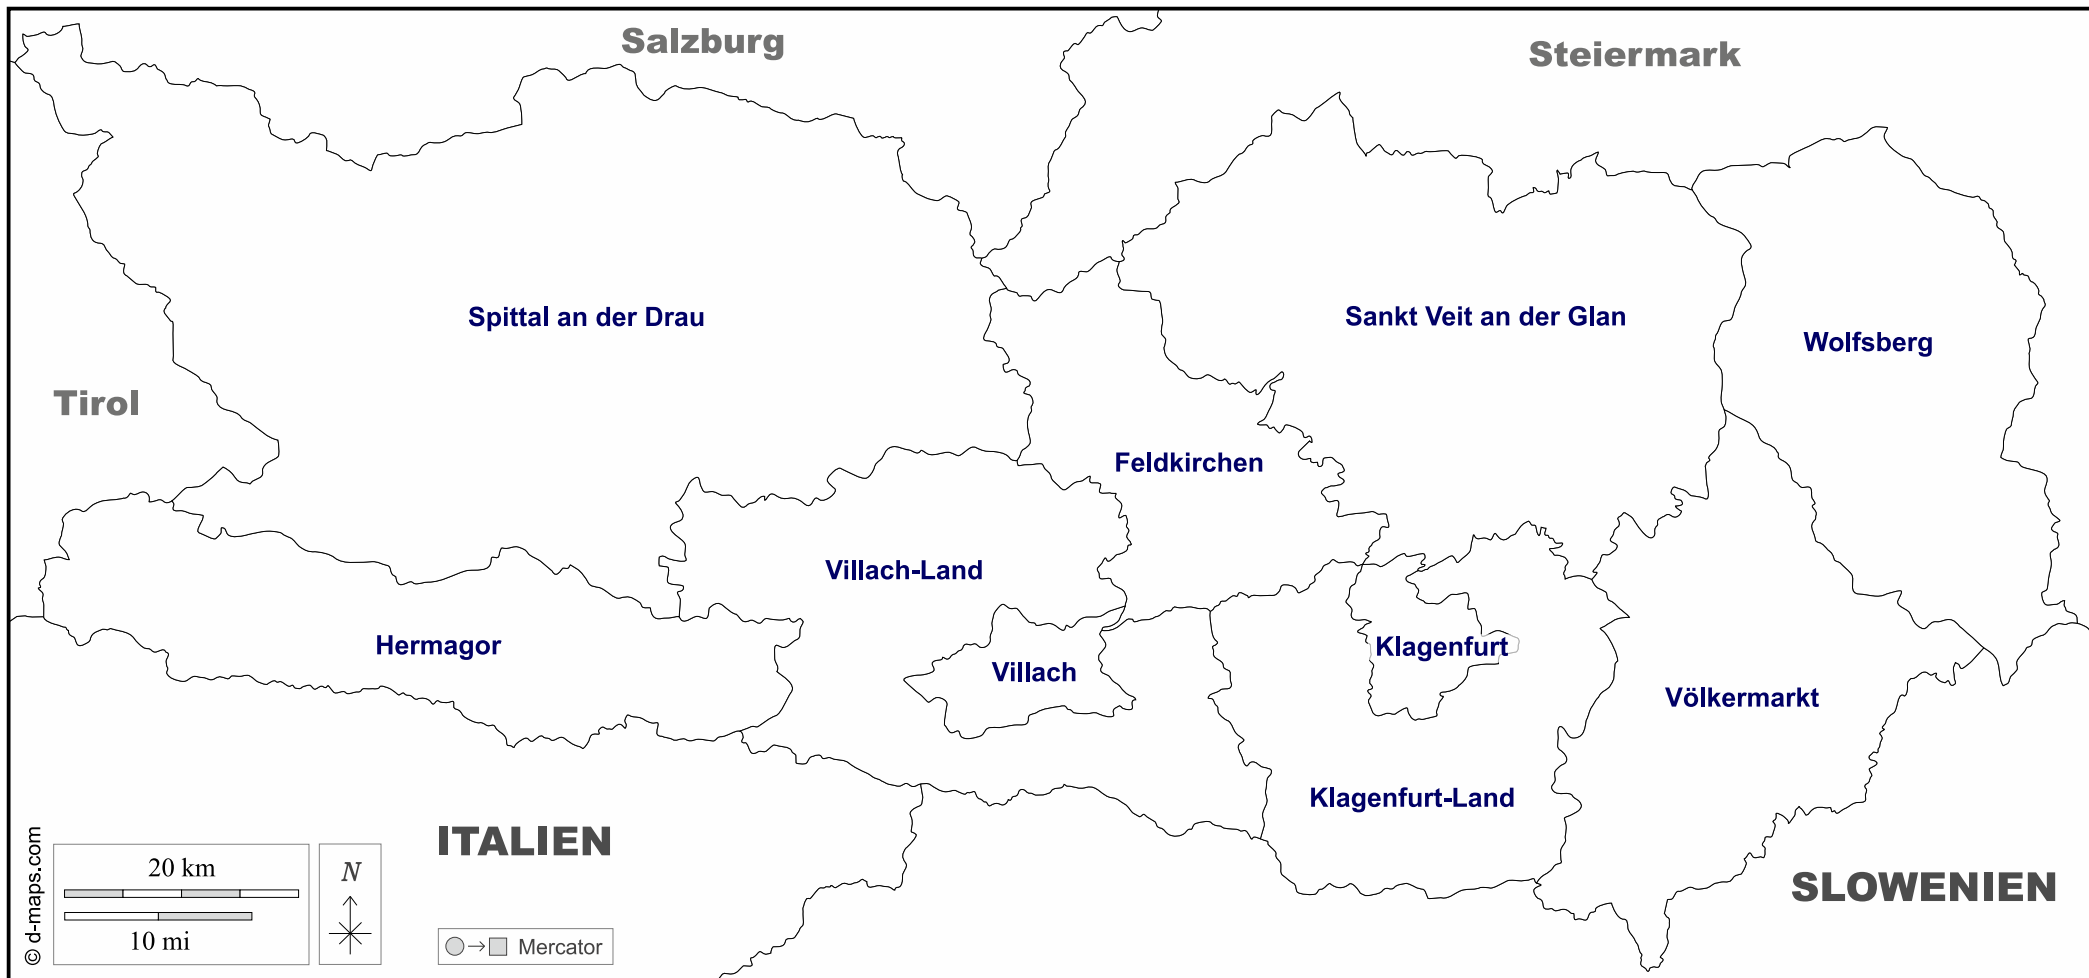 Salzburg
Steiermark
Spittal an der Drau
Sankt Veit an der Glan
Wolfsberg
Tirol
Feldkirchen
Villach-Land
Hermagor
Villach
Klagenfurt
Völkermarkt
Klagenfurt-Land
ITALIEN
SLOWENIEN
© d-maps.com
20 km
10 mi
N
Mercator